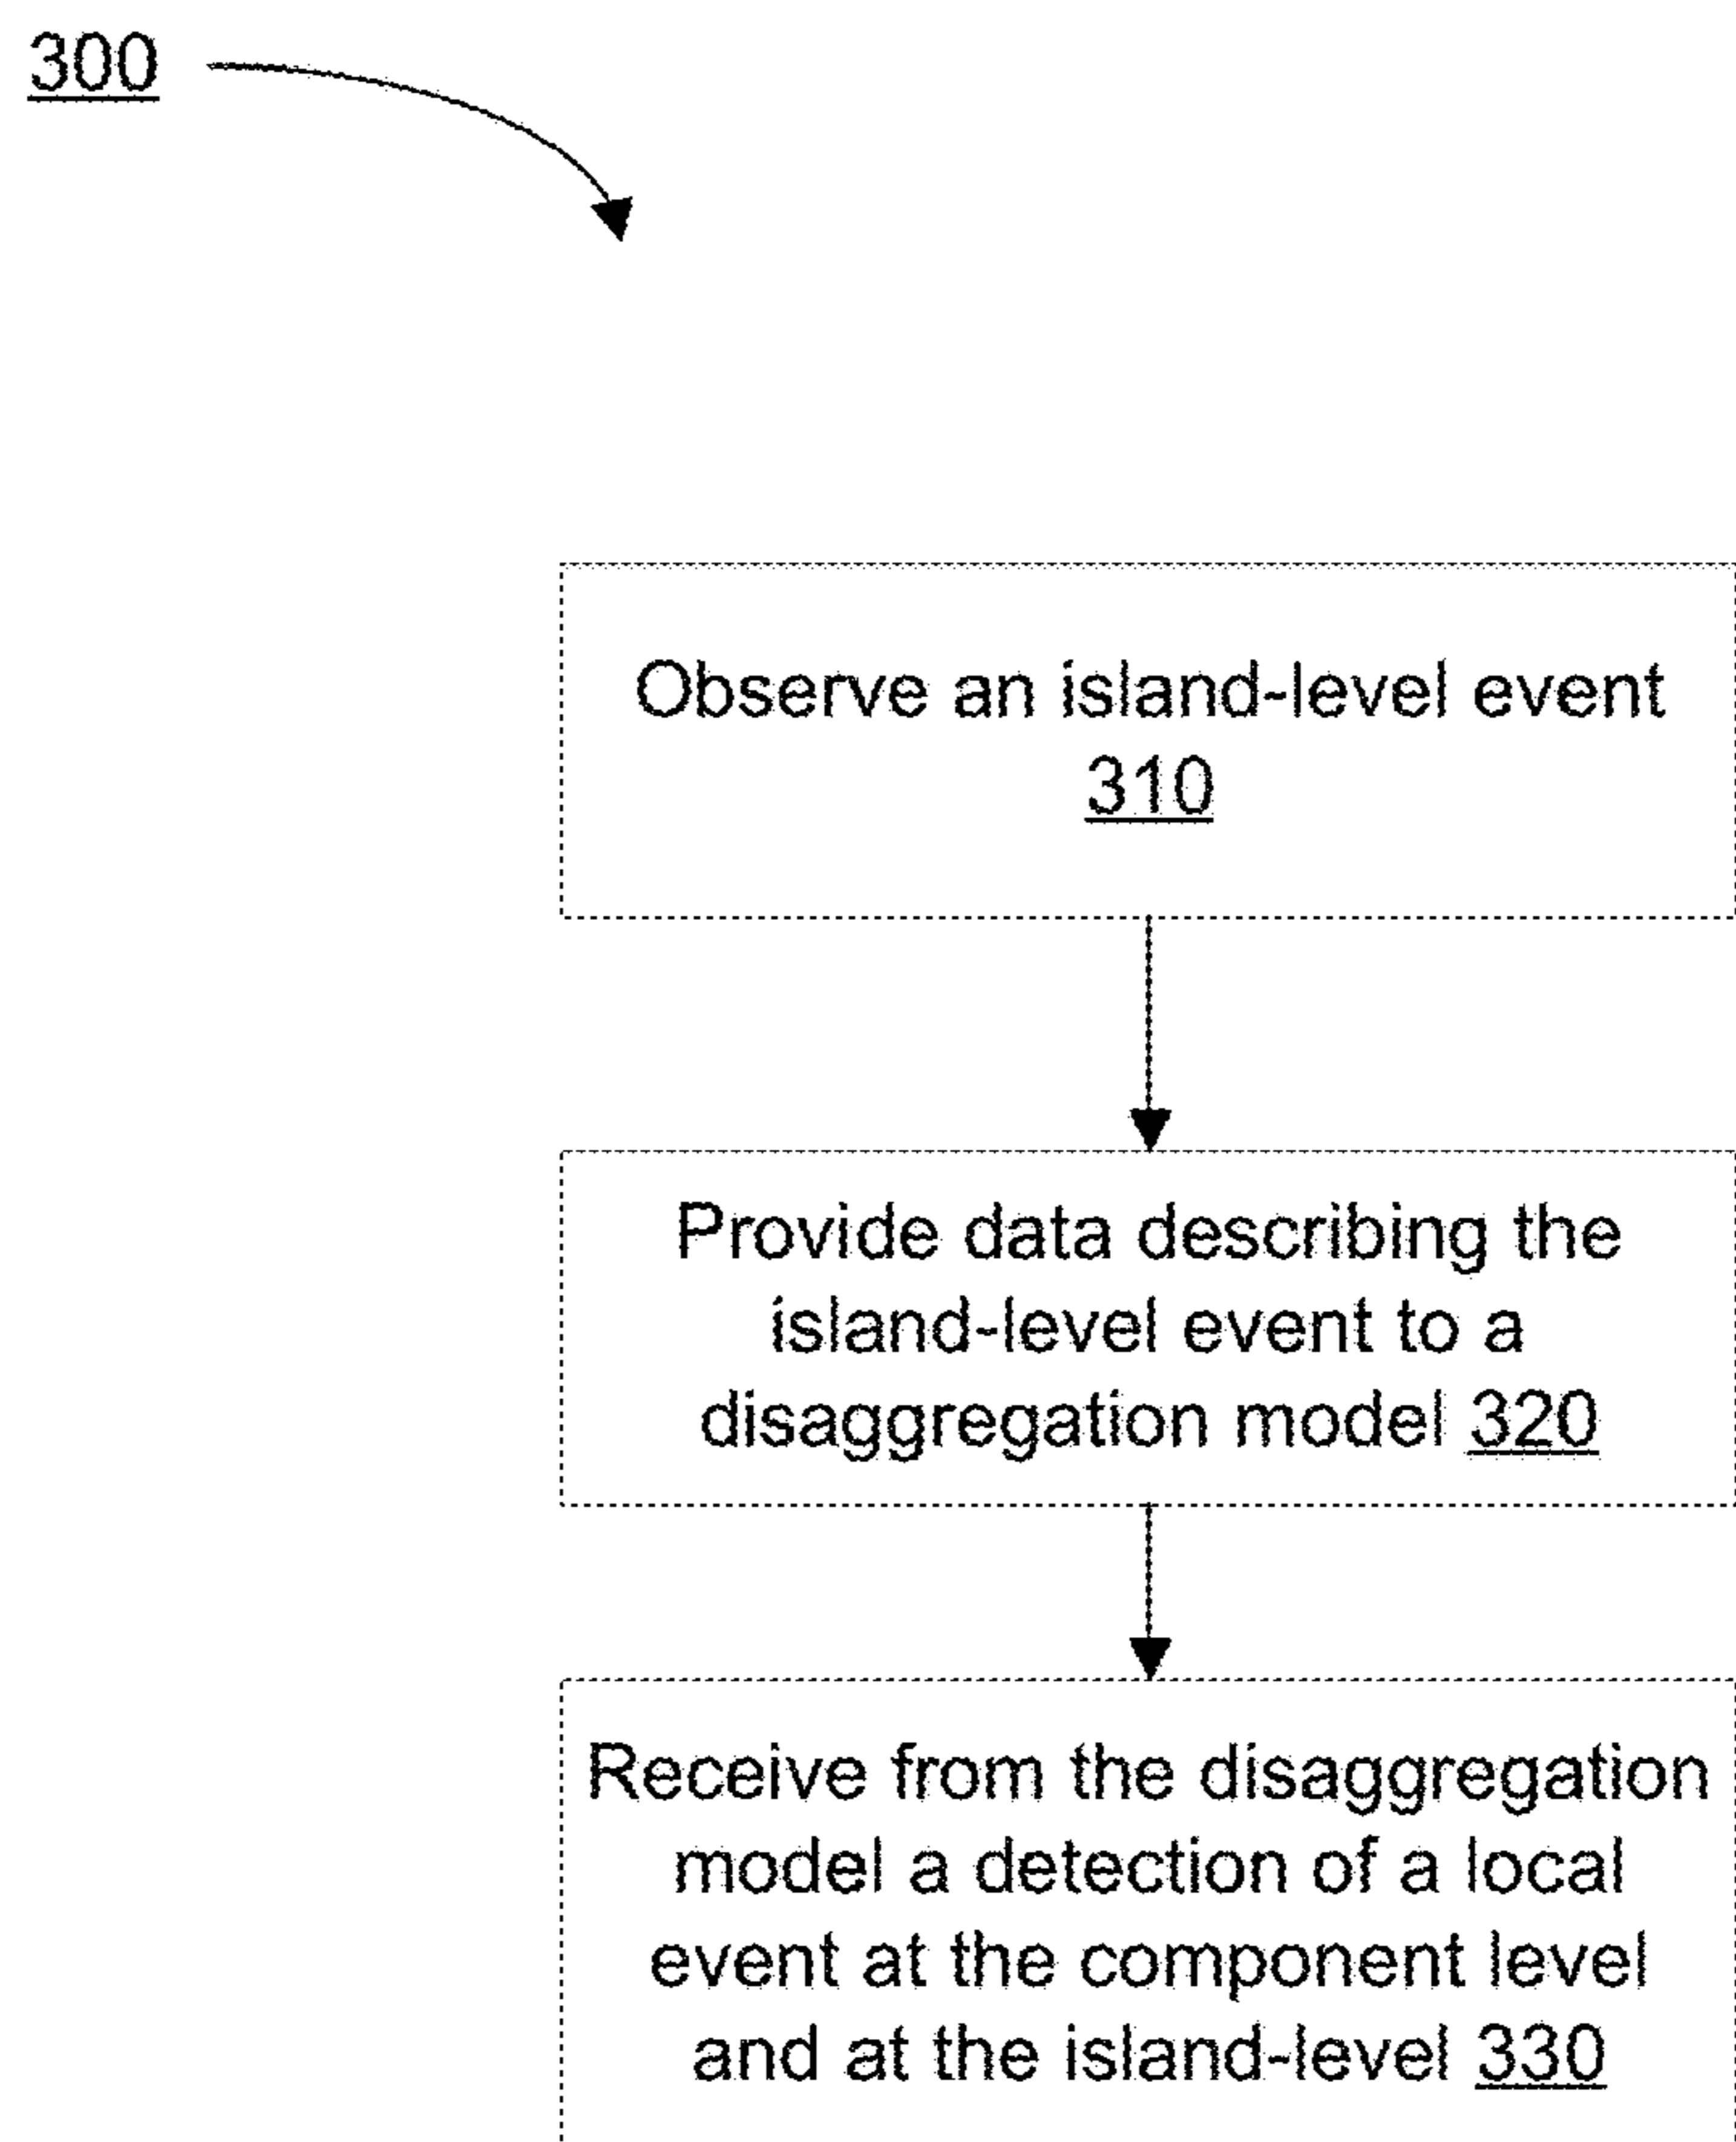 300
Observe an island-level event
310
Provide data describing the
island-level event to a
disaggregation model 320
Receive from the disaggregation
model a detection of a local
event at the component level
and at the island-level 330